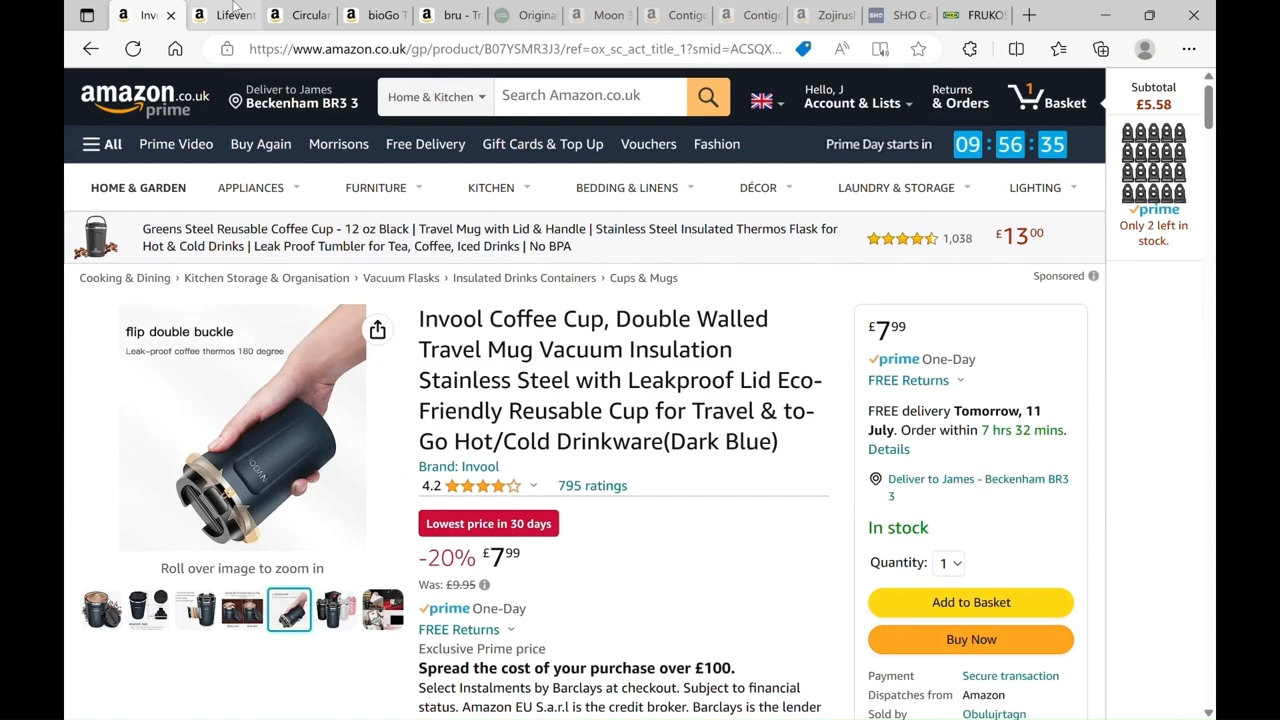 Inv
Lifevent
Circular
bioGo T
bru - Tr
Origina
Moon 3
Contigo
Contigo
Zojirush
SHO Ca
FRUKOS
https://www.amazon.co.uk/gp/product/B07YSMR3J3/ref=ox_sc_act_title_1?smid=ACSQX...
amazon.co.uk
prime
Deliver to James
Beckenham BR3 3
Home & Kitchen
Search Amazon.co.uk
Hello, J
Account & Lists
Returns
& Orders
1
Basket
All
Prime Video
Buy Again
Morrisons
Free Delivery
Gift Cards & Top Up
Vouchers
Fashion
Prime Day starts in
09 : 56 : 35
HOME & GARDEN
APPLIANCES
FURNITURE
KITCHEN
BEDDING & LINENS
DÉCOR
LAUNDRY & STORAGE
LIGHTING
Subtotal
£5.58
prime
Only 2 left in
stock.
Greens Steel Reusable Coffee Cup - 12 oz Black | Travel Mug with Lid & Handle | Stainless Steel Insulated Thermos Flask for
Hot & Cold Drinks | Leak Proof Tumbler for Tea, Coffee, Iced Drinks | No BPA
1,038
£13⁰⁰
Cooking & Dining › Kitchen Storage & Organisation › Vacuum Flasks › Insulated Drinks Containers › Cups & Mugs
Sponsored
flip double buckle
Leak-proof coffee thermos 180 degree
INVOOL
Roll over image to zoom in
Invool Coffee Cup, Double Walled
Travel Mug Vacuum Insulation
Stainless Steel with Leakproof Lid Eco-
Friendly Reusable Cup for Travel & to-
Go Hot/Cold Drinkware(Dark Blue)
Brand: Invool
4.2
795 ratings
Lowest price in 30 days
-20% £7⁹⁹
Was: £9.95
prime One-Day
FREE Returns
Exclusive Prime price
Spread the cost of your purchase over £100.
Select Instalments by Barclays at checkout. Subject to financial
status. Amazon EU S.a.r.l is the credit broker. Barclays is the lender
£7⁹⁹
prime One-Day
FREE Returns
FREE delivery Tomorrow, 11
July. Order within 7 hrs 32 mins.
Details
Deliver to James - Beckenham BR3
3
In stock
Quantity: 1
Add to Basket
Buy Now
Payment Secure transaction
Dispatches from Amazon
Sold by Obulujrtagn